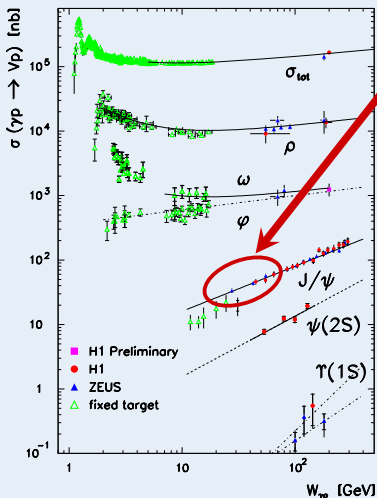 σ (γp → Vp) [nb]
10⁵
σtot
10⁴
ρ
ω
10³
φ
10²
J/ψ
10
ψ(2S)
H1 Preliminary
H1
ZEUS
fixed target
1
Υ(1S)
10⁻¹
1 10 10²
Wγp [GeV]